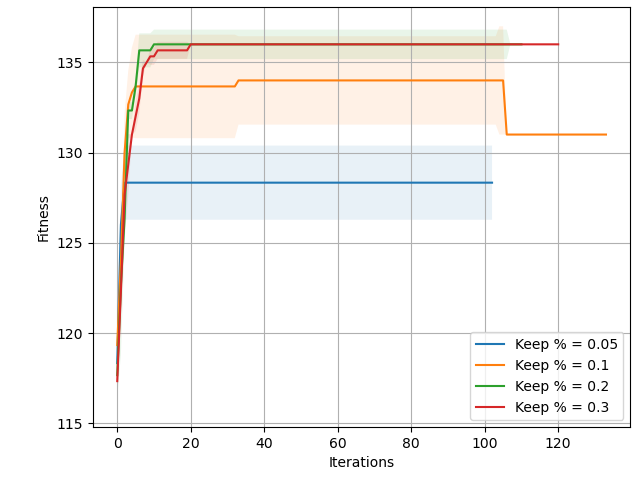 135
130
125
120
115
Fitness
0
20
40
60
80
100
120
Iterations
Keep % = 0.05
Keep % = 0.1
Keep % = 0.2
Keep % = 0.3